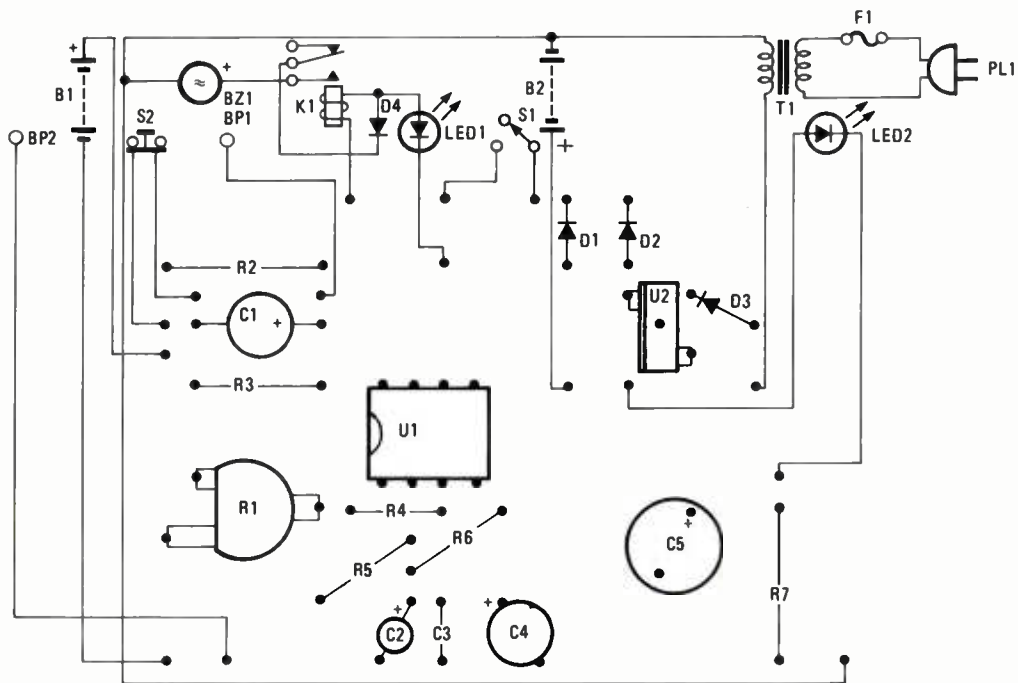 F1
+
B1
+
BZ1
K1
D4
LED1
B2
S1
+
T1
PL1
LED2
BP2
S2
BP1
D1
D2
R2
C1
+
U2
D3
R3
U1
R1
R4
R6
R5
+
C5
R7
+
C2
C3
+
C4